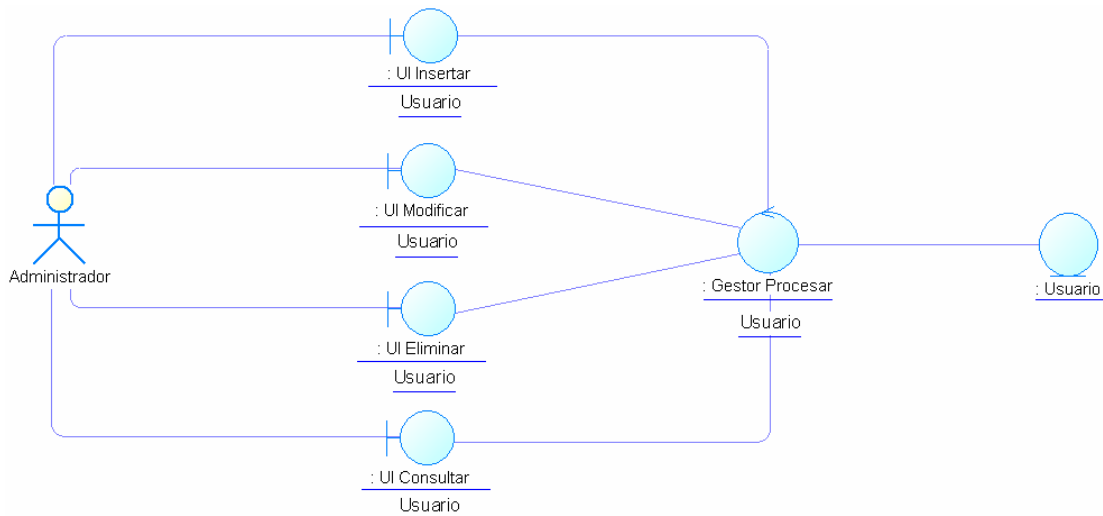 : UI Insertar
Usuario
: UI Modificar
Usuario
Administrador
: Gestor Procesar
Usuario
: Usuario
: UI Eliminar
Usuario
: UI Consultar
Usuario